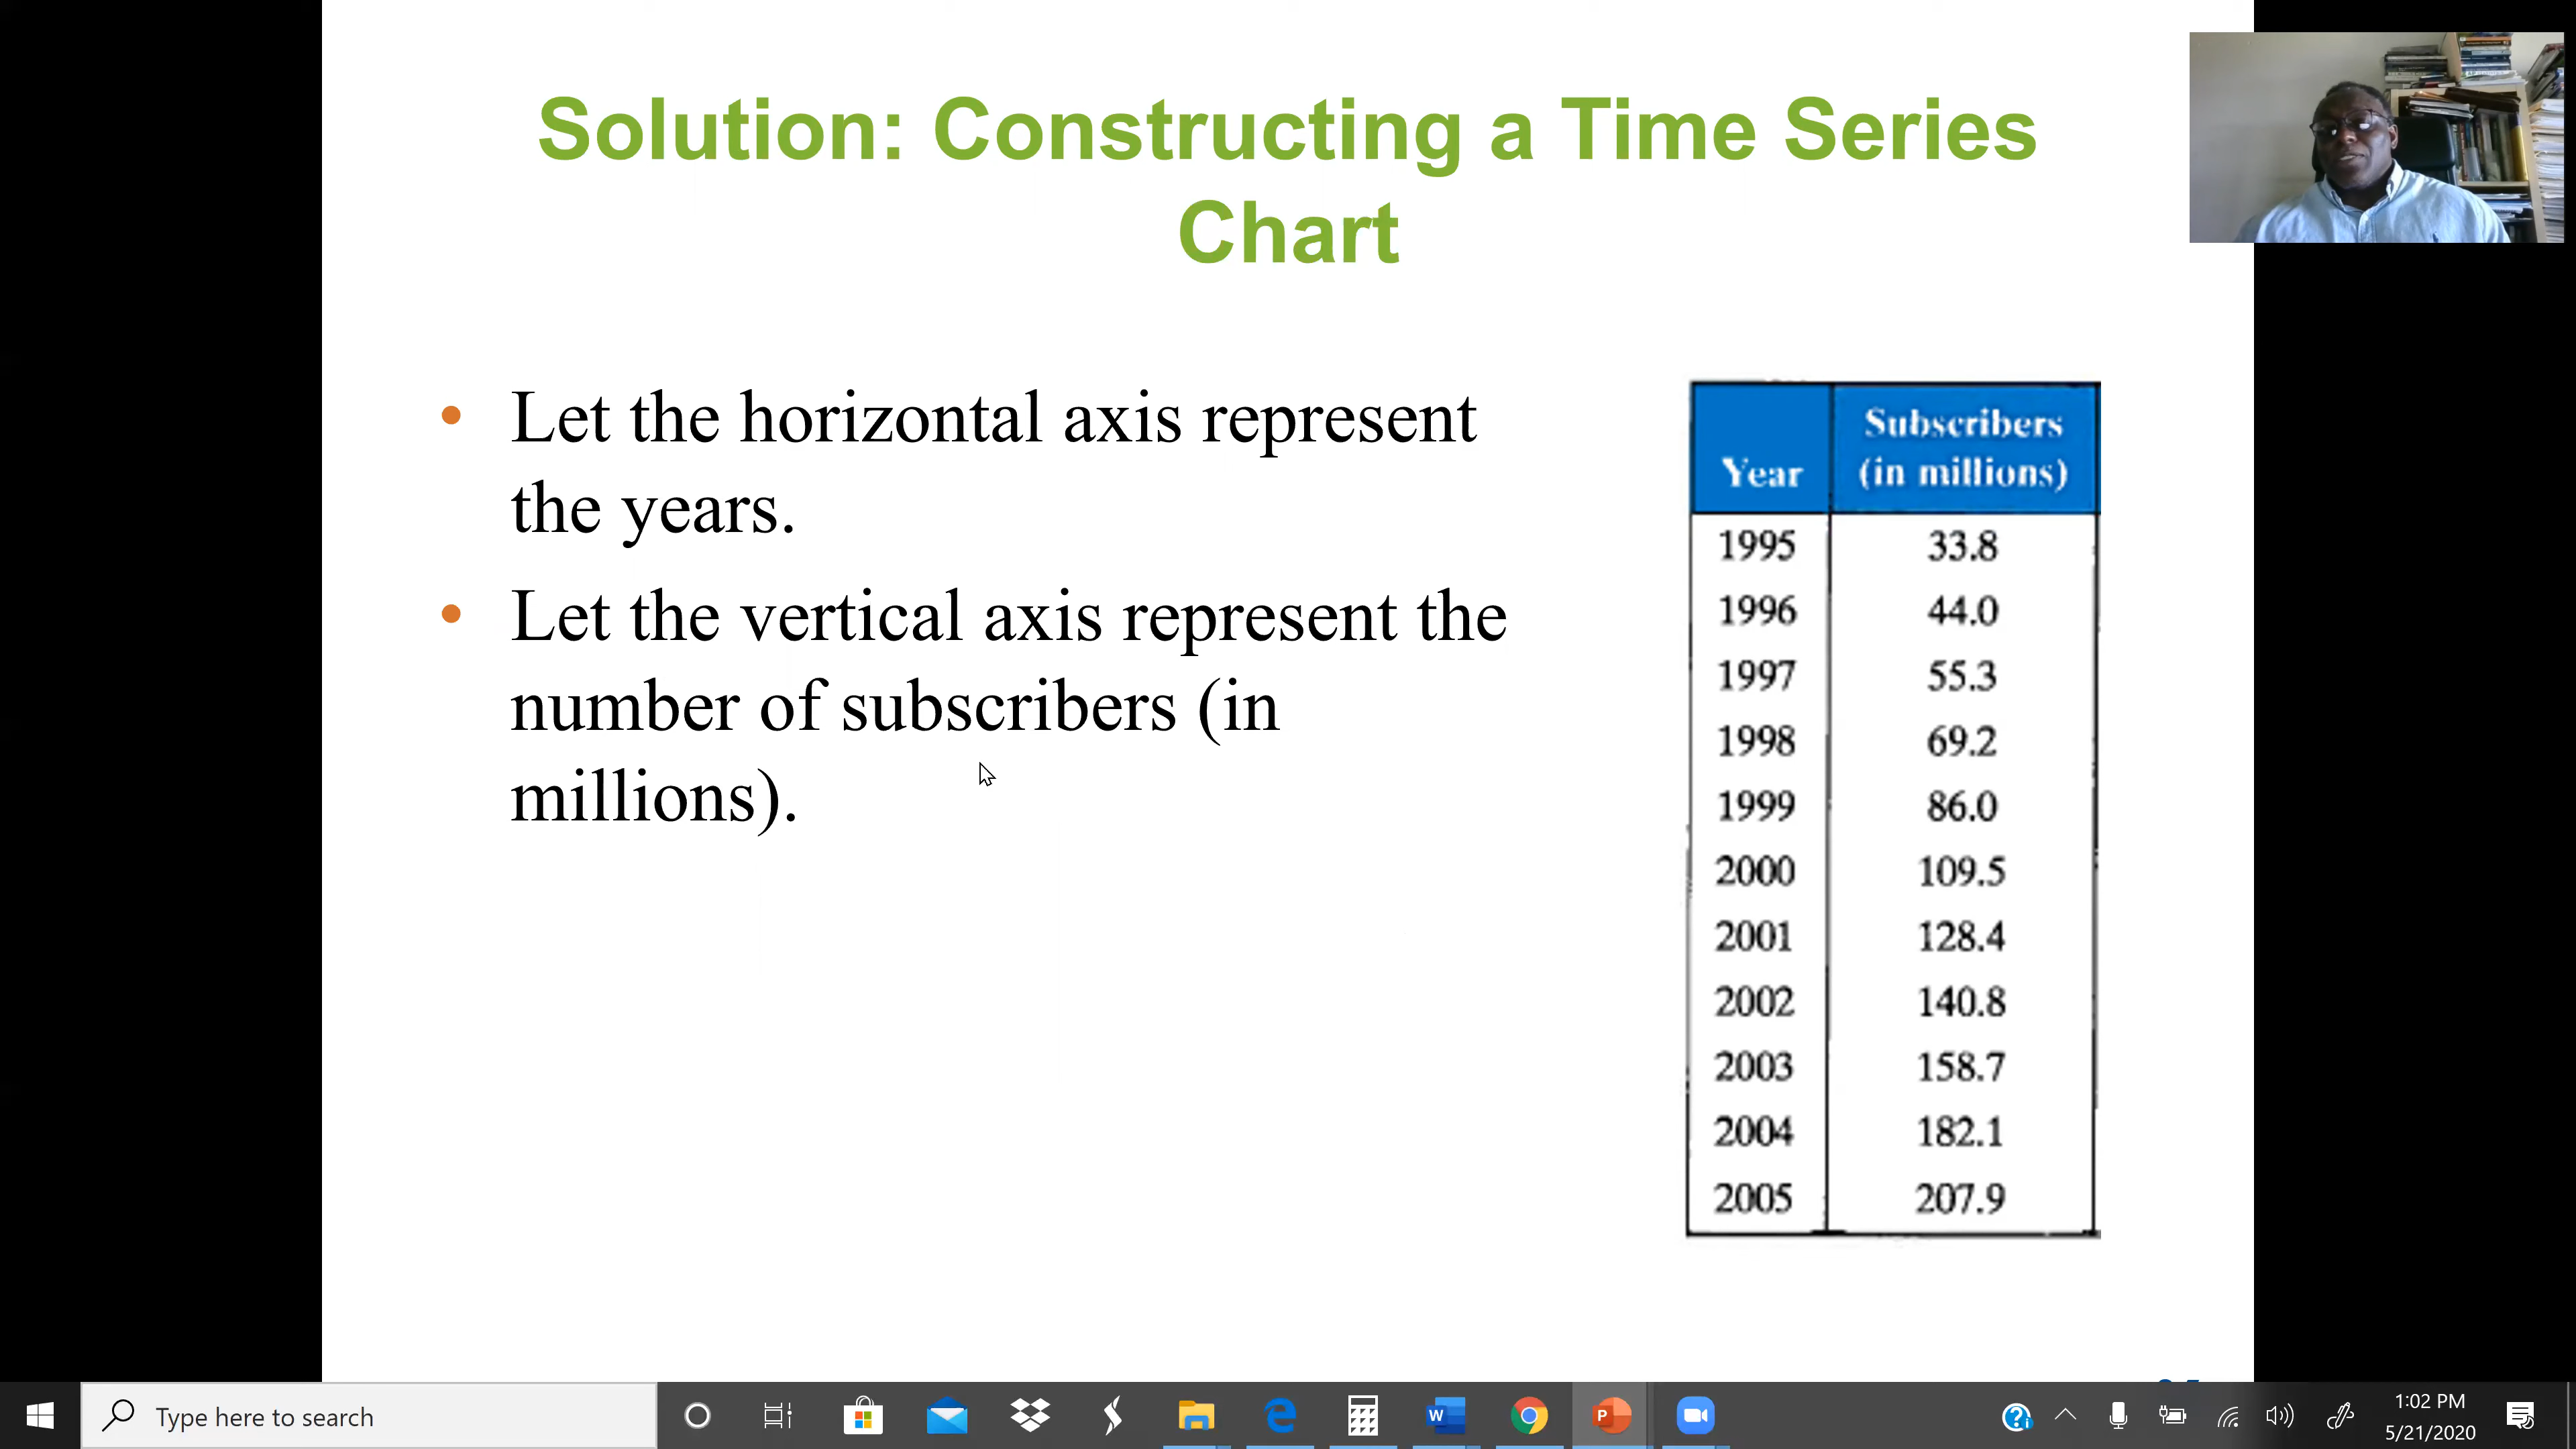 Solution: Constructing a Time Series
Chart
• Let the horizontal axis represent
the years.
• Let the vertical axis represent the
number of subscribers (in
millions).
Year Subscribers (in millions)
1995 33.8
1996 44.0
1997 55.3
1998 69.2
1999 86.0
2000 109.5
2001 128.4
2002 140.8
2003 158.7
2004 182.1
2005 207.9
Type here to search
1:02 PM
5/21/2020